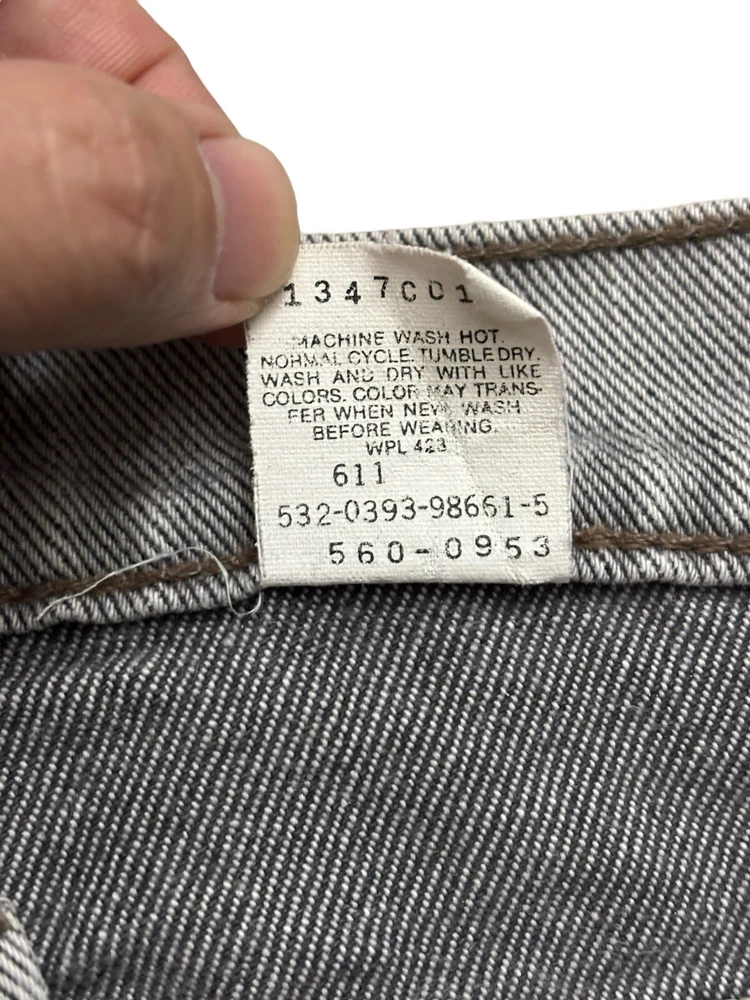 1347C01
MACHINE WASH HOT.
NORMAL CYCLE. TUMBLE DRY.
WASH AND DRY WITH LIKE
COLORS. COLOR MAY TRANS-
FER WHEN NEW. WASH
BEFORE WEARING.
WPL 423
611
532-0393-98661-5
560-0953